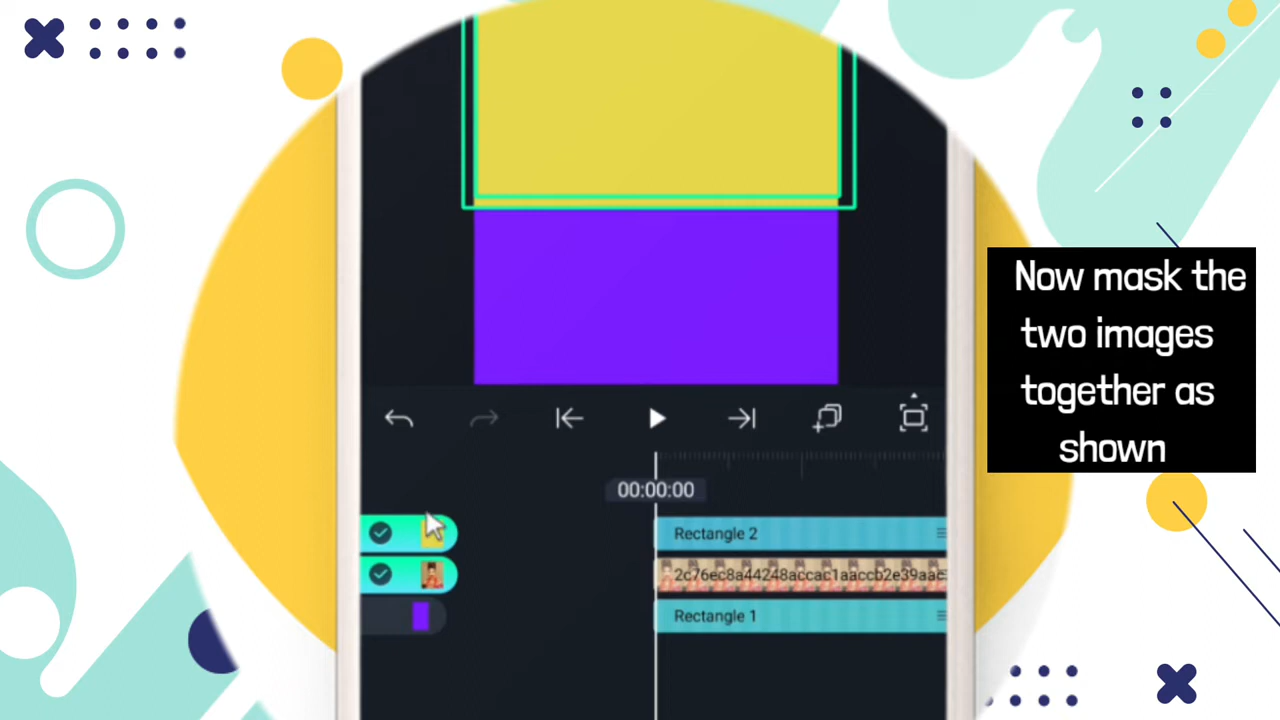 Now mask the
two images
together as
shown
00:00:00
Rectangle 2
2c76ec8a44248accac1aaccb2e39aac
Rectangle 1